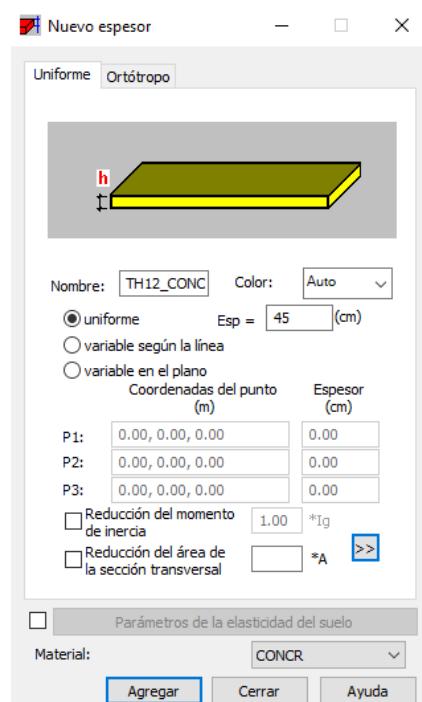 Nuevo espesor
Uniforme Ortótropo
h
Nombre: TH12_CONC Color: Auto
uniforme Esp = 45 (cm)
variable según la línea
variable en el plano
Coordenadas del punto Espesor
(m) (cm)
P1: 0.00, 0.00, 0.00 0.00
P2: 0.00, 0.00, 0.00 0.00
P3: 0.00, 0.00, 0.00 0.00
Reducción del momento
de inercia 1.00 *Ig
Reducción del área de
la sección transversal *A >>
Parámetros de la elasticidad del suelo
Material: CONCR
Agregar Cerrar Ayuda